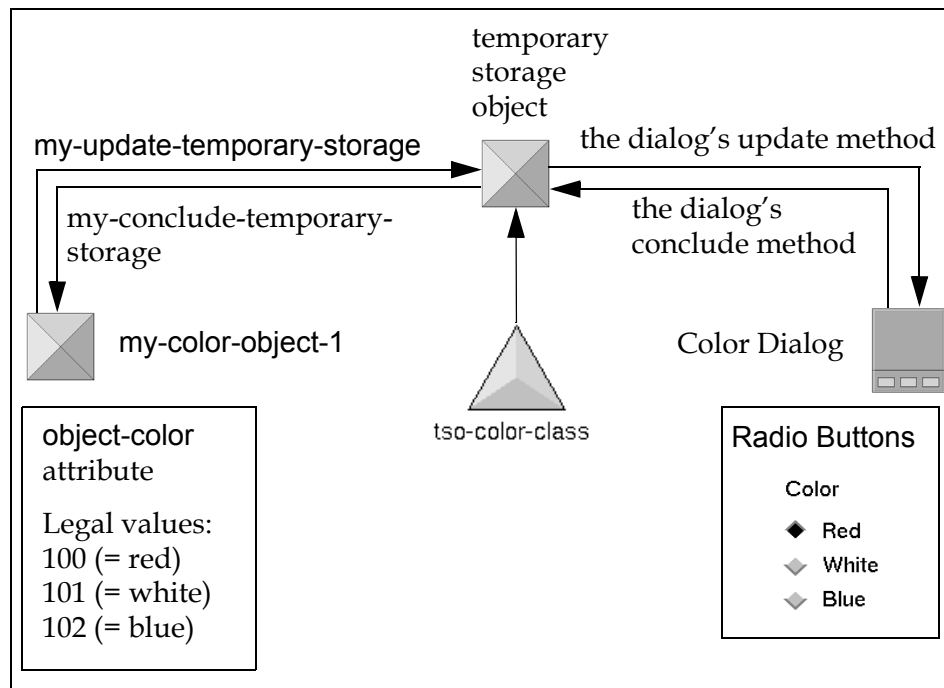 temporary
storage
object
my-update-temporary-storage
the dialog's update method
my-conclude-temporary-
storage
the dialog's
conclude method
my-color-object-1
Color Dialog
tso-color-class
object-color
attribute
Legal values:
100 (= red)
101 (= white)
102 (= blue)
Radio Buttons
Color
Red
White
Blue